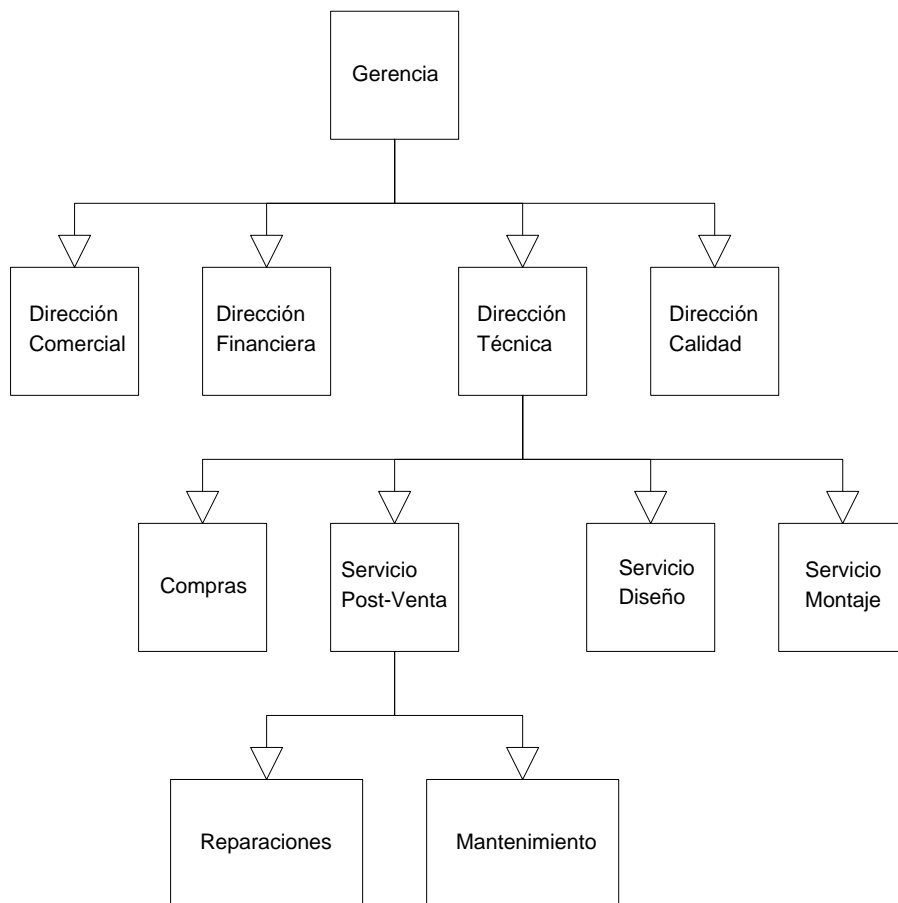 Gerencia
Dirección
Comercial
Dirección
Financiera
Dirección
Técnica
Dirección
Calidad
Compras
Servicio
Post-Venta
Servicio
Diseño
Servicio
Montaje
Reparaciones
Mantenimiento